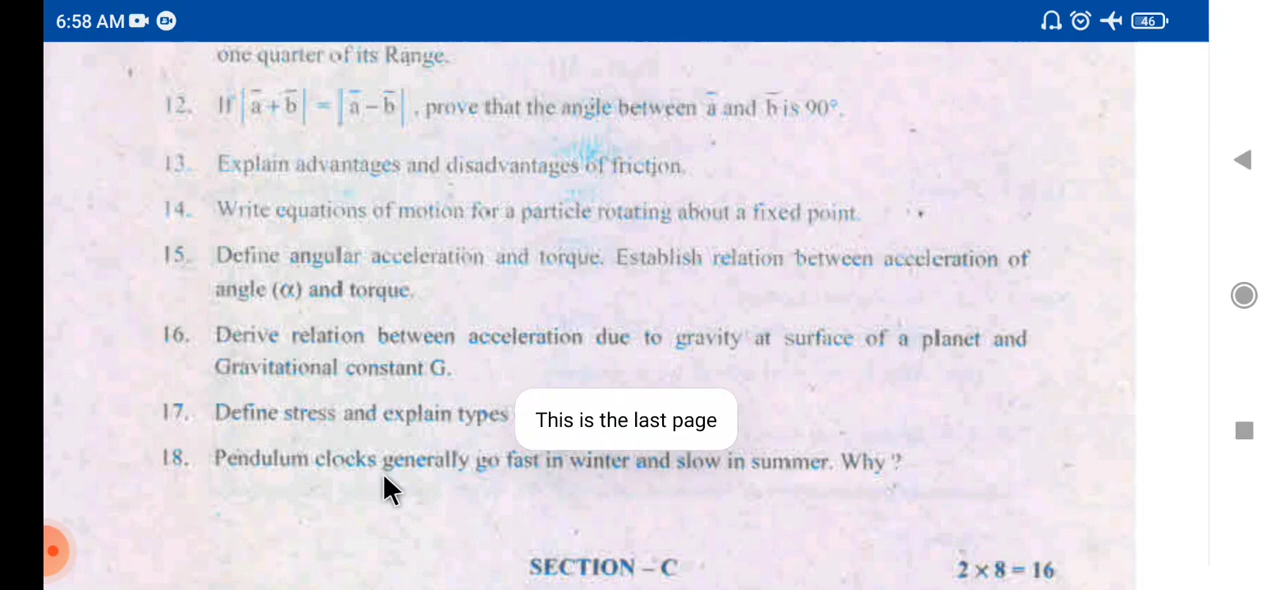 6:58 AM
46
one quarter of its Range.
12. If |a̅ + b̅| = |a̅ − b̅| , prove that the angle between a̅ and b̅ is 90°.
13. Explain advantages and disadvantages of friction.
14. Write equations of motion for a particle rotating about a fixed point.
15. Define angular acceleration and torque. Establish relation between acceleration of
angle (α) and torque.
16. Derive relation between acceleration due to gravity at surface of a planet and
Gravitational constant G.
17. Define stress and explain types
This is the last page
18. Pendulum clocks generally go fast in winter and slow in summer. Why ?
SECTION – C 2 × 8 = 16